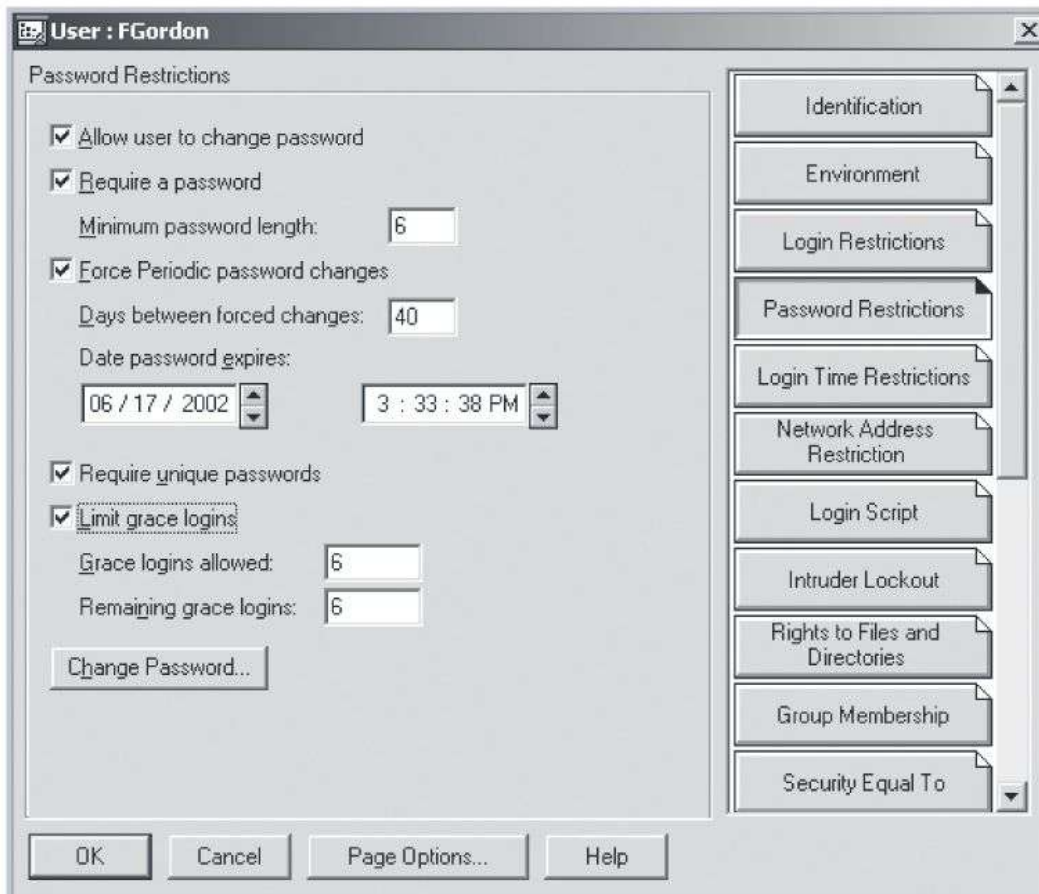 User : FGordon
Password Restrictions
Allow user to change password
Require a password
Minimum password length:
6
Force Periodic password changes
Days between forced changes:
40
Date password expires:
06 / 17 / 2002
3 : 33 : 38 PM
Require unique passwords
Limit grace logins
Grace logins allowed:
6
Remaining grace logins:
6
Change Password...
Identification
Environment
Login Restrictions
Password Restrictions
Login Time Restrictions
Network Address
Restriction
Login Script
Intruder Lockout
Rights to Files and
Directories
Group Membership
Security Equal To
OK
Cancel
Page Options...
Help